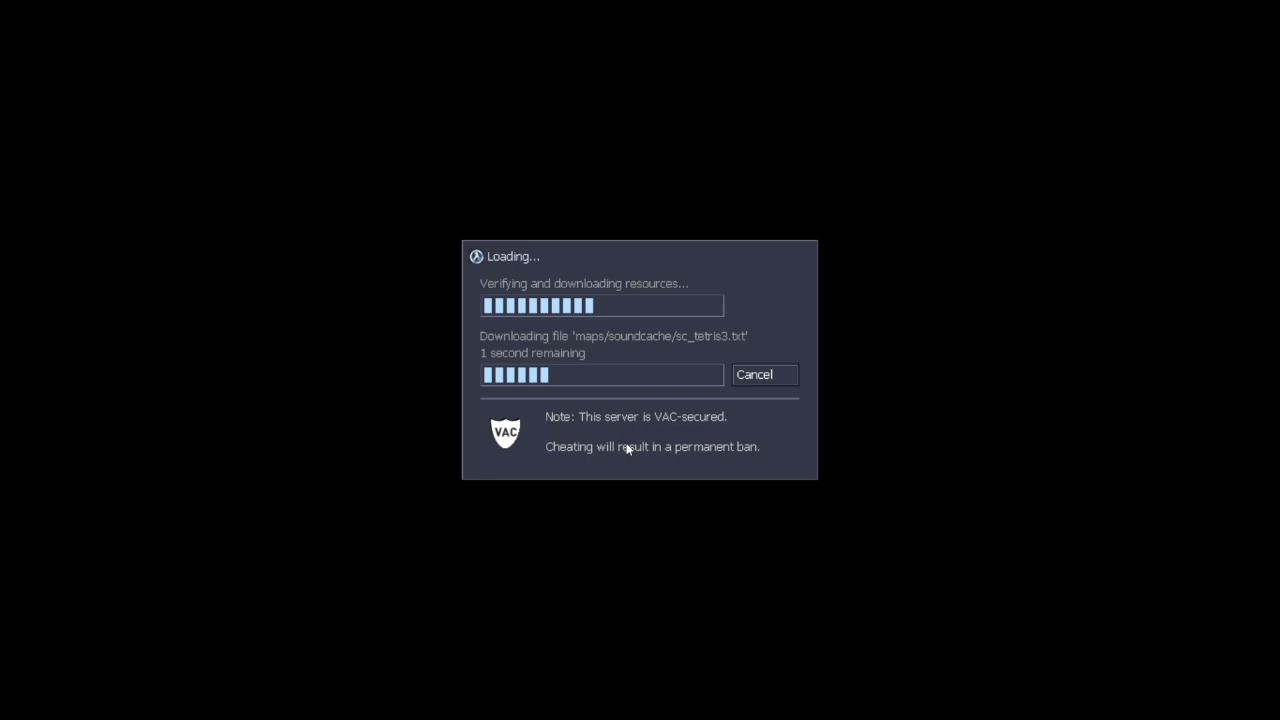 Loading...
Verifying and downloading resources...
Downloading file 'maps/soundcache/sc_tetris3.txt'
1 second remaining
Cancel
VAC
Note: This server is VAC-secured.
Cheating will result in a permanent ban.